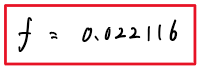 f = 0.022116